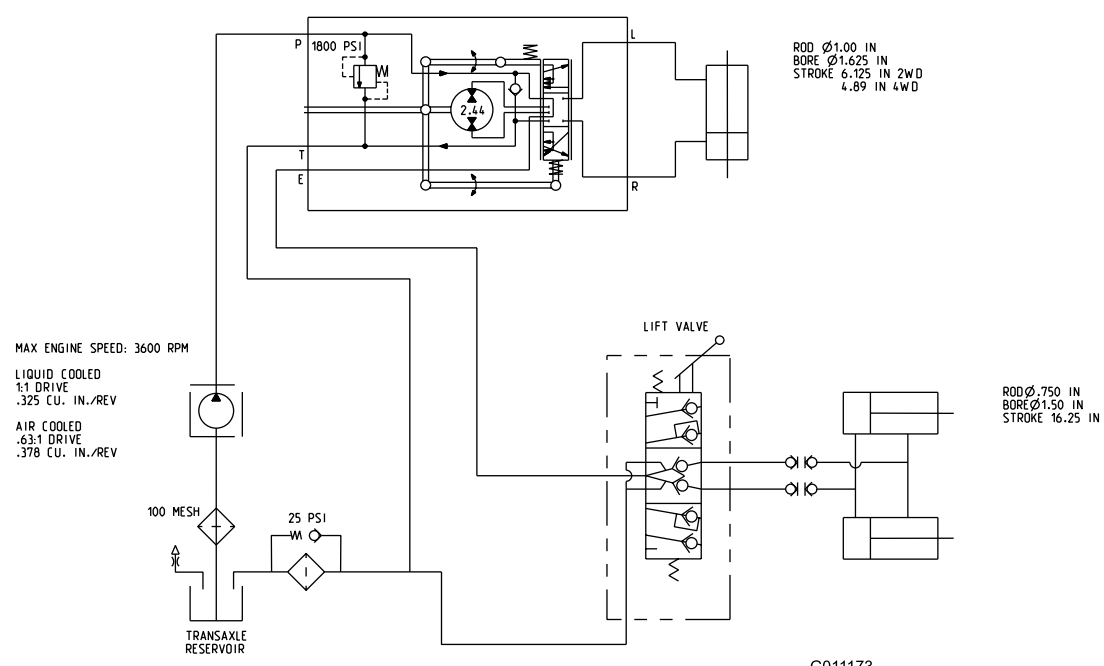 P
1800 PSI
L
2.44
T
E
R
ROD Ø1.00 IN
BORE Ø1.625 IN
STROKE 6.125 IN 2WD
4.89 IN 4WD
LIFT VALVE
MAX ENGINE SPEED: 3600 RPM
LIQUID COOLED
1:1 DRIVE
.325 CU. IN./REV
AIR COOLED
.63:1 DRIVE
.378 CU. IN./REV
RODØ.750 IN
BOREØ1.50 IN
STROKE 16.25 IN
100 MESH
25 PSI
TRANSAXLE
RESERVOIR
G011173